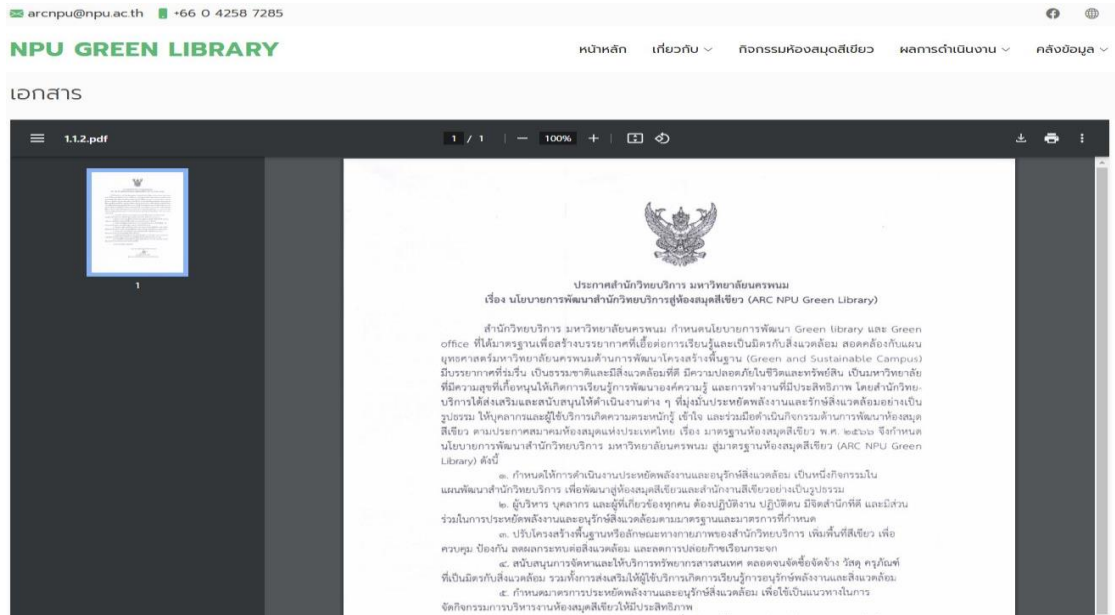 arcnpu@npu.ac.th +66 0 4258 7285
NPU GREEN LIBRARY
หน้าหลัก เกี่ยวกับ กิจกรรมห้องสมุดสีเขียว ผลการดำเนินงาน คลังข้อมูล
เอกสาร
1.1.2.pdf 1 / 1 100%
1
ประกาศสำนักวิทยบริการ มหาวิทยาลัยนครพนม
เรื่อง นโยบายการพัฒนาสำนักวิทยบริการสู่ห้องสมุดสีเขียว (ARC NPU Green Library)
สำนักวิทยบริการ มหาวิทยาลัยนครพนม กำหนดนโยบายการพัฒนา Green library และ Green
office ที่ได้มาตรฐานเพื่อสร้างบรรยากาศที่เอื้อต่อการเรียนรู้และเป็นมิตรกับสิ่งแวดล้อม สอดคล้องกับแผน
ยุทธศาสตร์มหาวิทยาลัยนครพนมด้านการพัฒนาโครงสร้างพื้นฐาน (Green and Sustainable Campus)
มีบรรยากาศที่ร่มรื่น เป็นธรรมชาติและมีสิ่งแวดล้อมที่ดี มีความปลอดภัยในชีวิตและทรัพย์สิน เป็นมหาวิทยาลัย
ที่มีความสุขที่เกื้อหนุนให้เกิดการเรียนรู้การพัฒนาองค์ความรู้ และการทำงานที่มีประสิทธิภาพ โดยสำนักวิทย-
บริการได้ส่งเสริมและสนับสนุนให้ดำเนินงานต่าง ๆ ที่มุ่งมั่นประหยัดพลังงานและรักษ์สิ่งแวดล้อมอย่างเป็น
รูปธรรม ให้บุคลากรและผู้ใช้บริการเกิดความตระหนักรู้ เข้าใจ และร่วมมือดำเนินกิจกรรมด้านการพัฒนาห้องสมุด
สีเขียว ตามประกาศสมาคมห้องสมุดแห่งประเทศไทย เรื่อง มาตรฐานห้องสมุดสีเขียว พ.ศ. ๒๕๖๖ จึงกำหนด
นโยบายการพัฒนาสำนักวิทยบริการ มหาวิทยาลัยนครพนม สู่มาตรฐานห้องสมุดสีเขียว (ARC NPU Green
Library) ดังนี้
๑. กำหนดให้การดำเนินงานประหยัดพลังงานและอนุรักษ์สิ่งแวดล้อม เป็นหนึ่งกิจกรรมใน
แผนพัฒนาสำนักวิทยบริการ เพื่อพัฒนาสู่ห้องสมุดสีเขียวและสำนักงานสีเขียวอย่างเป็นรูปธรรม
๒. ผู้บริหาร บุคลากร และผู้ที่เกี่ยวข้องทุกคน ต้องปฏิบัติงาน ปฏิบัติตน มีจิตสำนึกที่ดี และมีส่วน
ร่วมในการประหยัดพลังงานและอนุรักษ์สิ่งแวดล้อมตามมาตรฐานและมาตรการที่กำหนด
๓. ปรับโครงสร้างพื้นฐานหรือลักษณะทางกายภาพของสำนักวิทยบริการ เพิ่มพื้นที่สีเขียว เพื่อ
ควบคุม ป้องกัน ลดผลกระทบต่อสิ่งแวดล้อม และลดการปล่อยก๊าซเรือนกระจก
๔. สนับสนุนการจัดหาและให้บริการทรัพยากรสารสนเทศ ตลอดจนจัดซื้อจัดจ้าง วัสดุ ครุภัณฑ์
ที่เป็นมิตรกับสิ่งแวดล้อม รวมทั้งการส่งเสริมให้ผู้ใช้บริการเกิดการเรียนรู้การอนุรักษ์พลังงานและสิ่งแวดล้อม
๕. กำหนดมาตรการประหยัดพลังงานและอนุรักษ์สิ่งแวดล้อม เพื่อใช้เป็นแนวทางในการ
จัดกิจกรรมการบริหารงานห้องสมุดสีเขียวให้มีประสิทธิภาพ